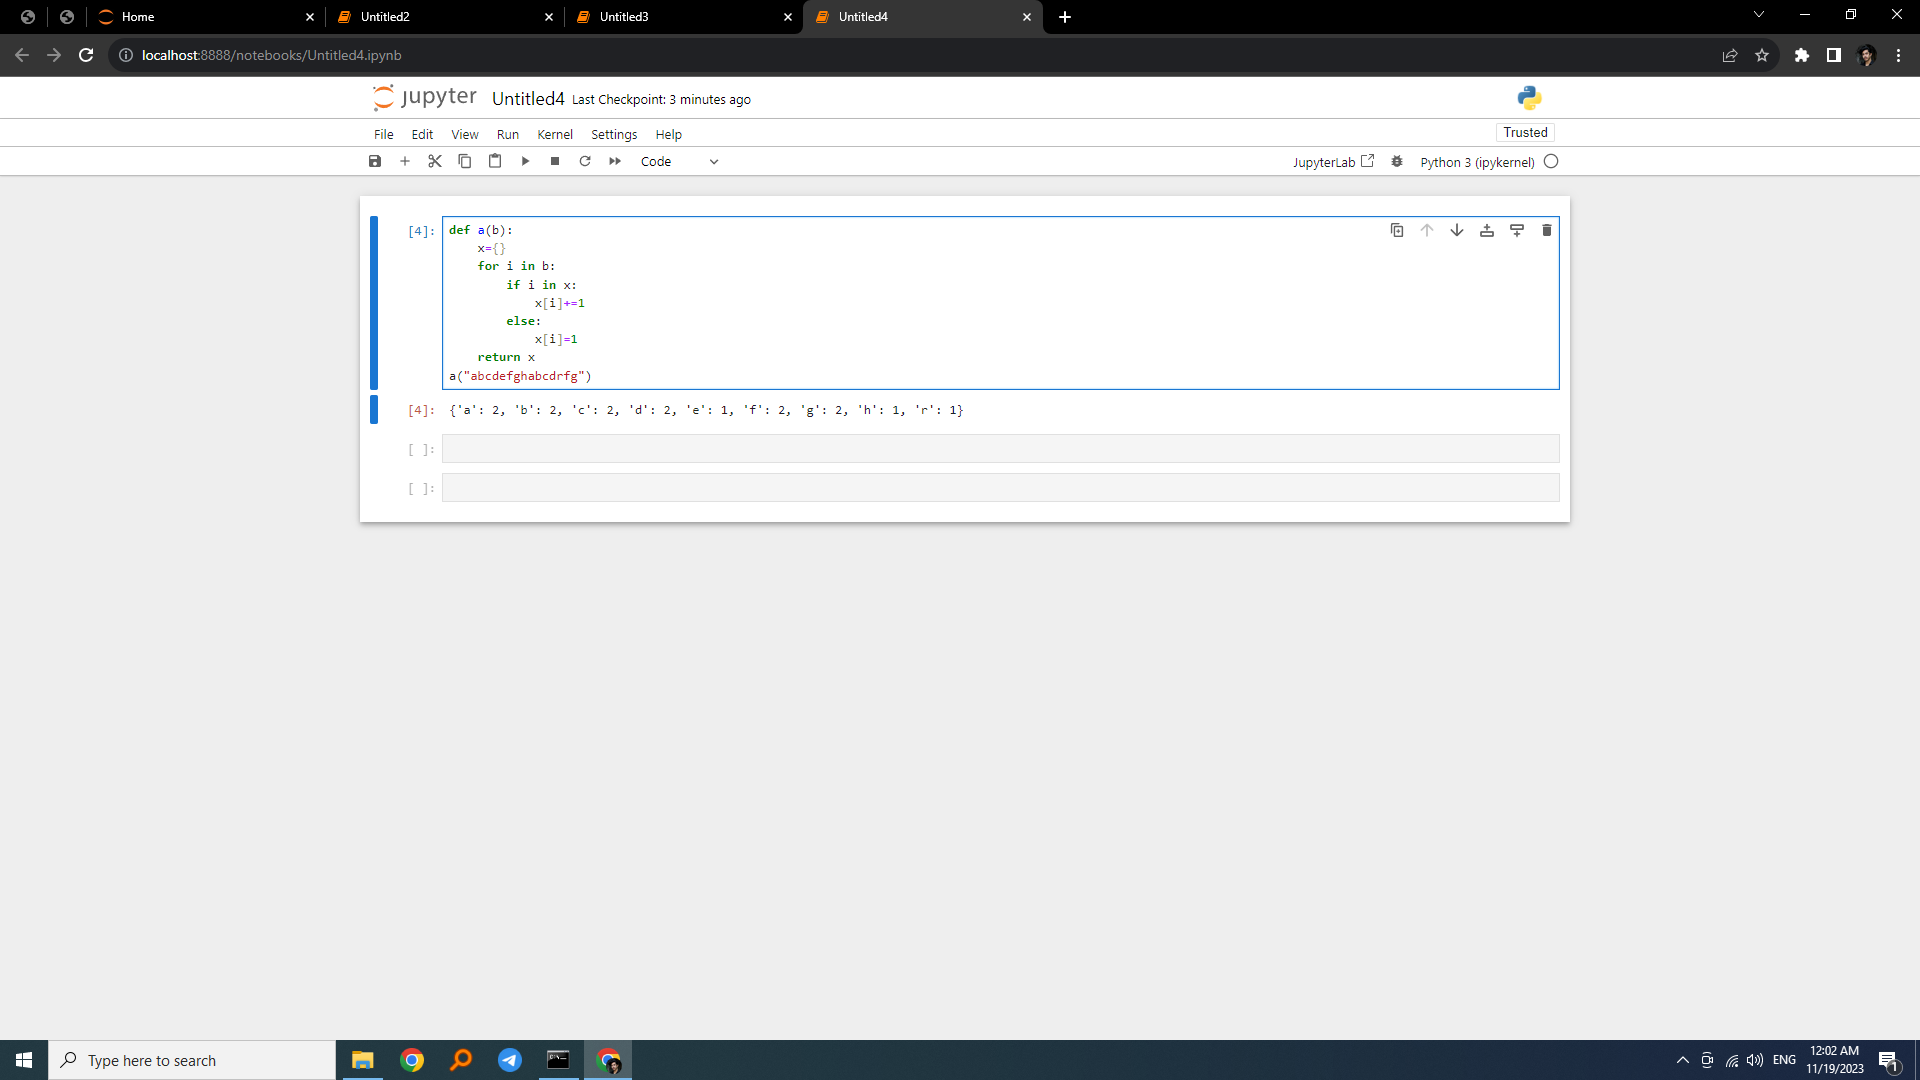 Home
Untitled2
Untitled3
Untitled4
localhost:8888/notebooks/Untitled4.ipynb
jupyter Untitled4 Last Checkpoint: 3 minutes ago
File Edit View Run Kernel Settings Help
Trusted
Code
JupyterLab
Python 3 (ipykernel)
[4]:
def a(b):
    x={}
    for i in b:
        if i in x:
            x[i]+=1
        else:
            x[i]=1
    return x
a("abcdefghabcdrfg")
[4]: {'a': 2, 'b': 2, 'c': 2, 'd': 2, 'e': 1, 'f': 2, 'g': 2, 'h': 1, 'r': 1}
[ ]:
[ ]:
Type here to search
ENG
12:02 AM
11/19/2023
1